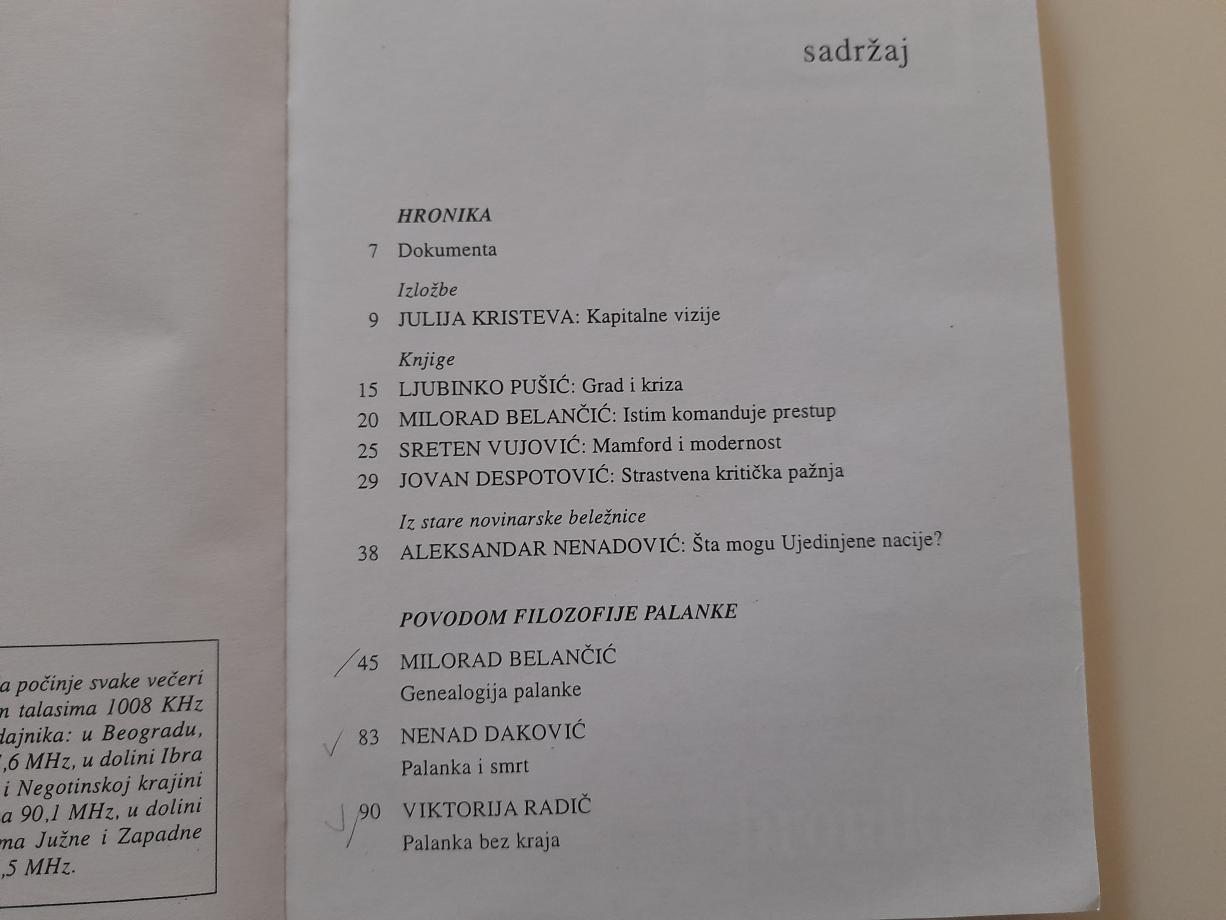 a počinje svake večeri
talasima 1008 KHz
dajnika: u Beogradu,
,6 MHz, u dolini Ibra
i Negotinskoj krajini
a 90,1 MHz, u dolini
ma Južne i Zapadne
,5 MHz.
sadržaj
HRONIKA
7 Dokumenta
Izložbe
9 JULIJA KRISTEVA: Kapitalne vizije
Knjige
15 LJUBINKO PUŠIĆ: Grad i kriza
20 MILORAD BELANČIĆ: Istim komanduje prestup
25 SRETEN VUJOVIĆ: Mamford i modernost
29 JOVAN DESPOTOVIĆ: Strastvena kritička pažnja
Iz stare novinarske beležnice
38 ALEKSANDAR NENADOVIĆ: Šta mogu Ujedinjene nacije?
POVODOM FILOZOFIJE PALANKE
45 MILORAD BELANČIĆ
Genealogija palanke
83 NENAD DAKOVIĆ
Palanka i smrt
90 VIKTORIJA RADIČ
Palanka bez kraja